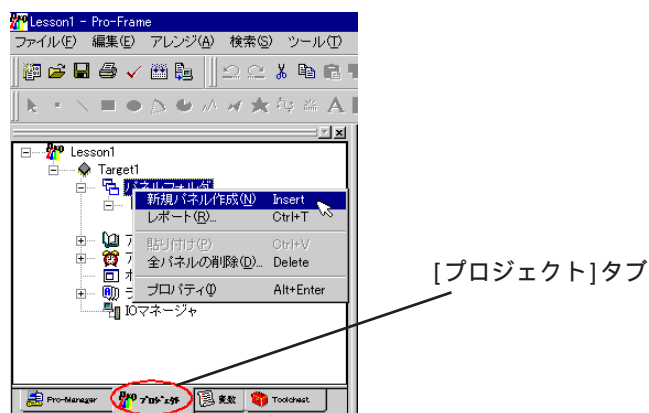 Lesson1 - Pro-Frame
ファイル(F) 編集(E) アレンジ(A) 検索(S) ツール(T)
Lesson1
Target1
パネルフォルダ
新規パネル作成(N) Insert
レポート(R)... Ctrl+T
貼り付け(P) Ctrl+V
全パネルの削除(D)... Delete
プロパティ(I) Alt+Enter
IOマネージャ
[プロジェクト]タブ
Pro-Manager プロジェクト 変数 Toolchest